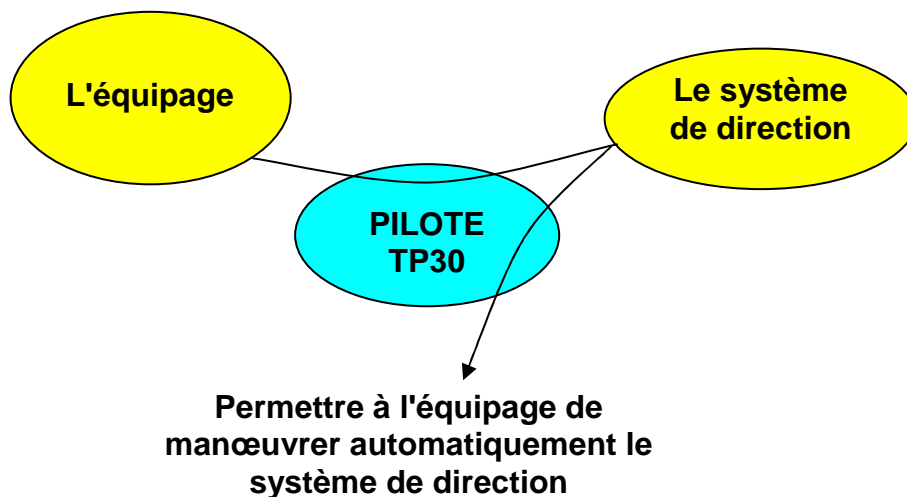 L'équipage
Le système
de direction
PILOTE
TP30
Permettre à l'équipage de
manœuvrer automatiquement le
système de direction